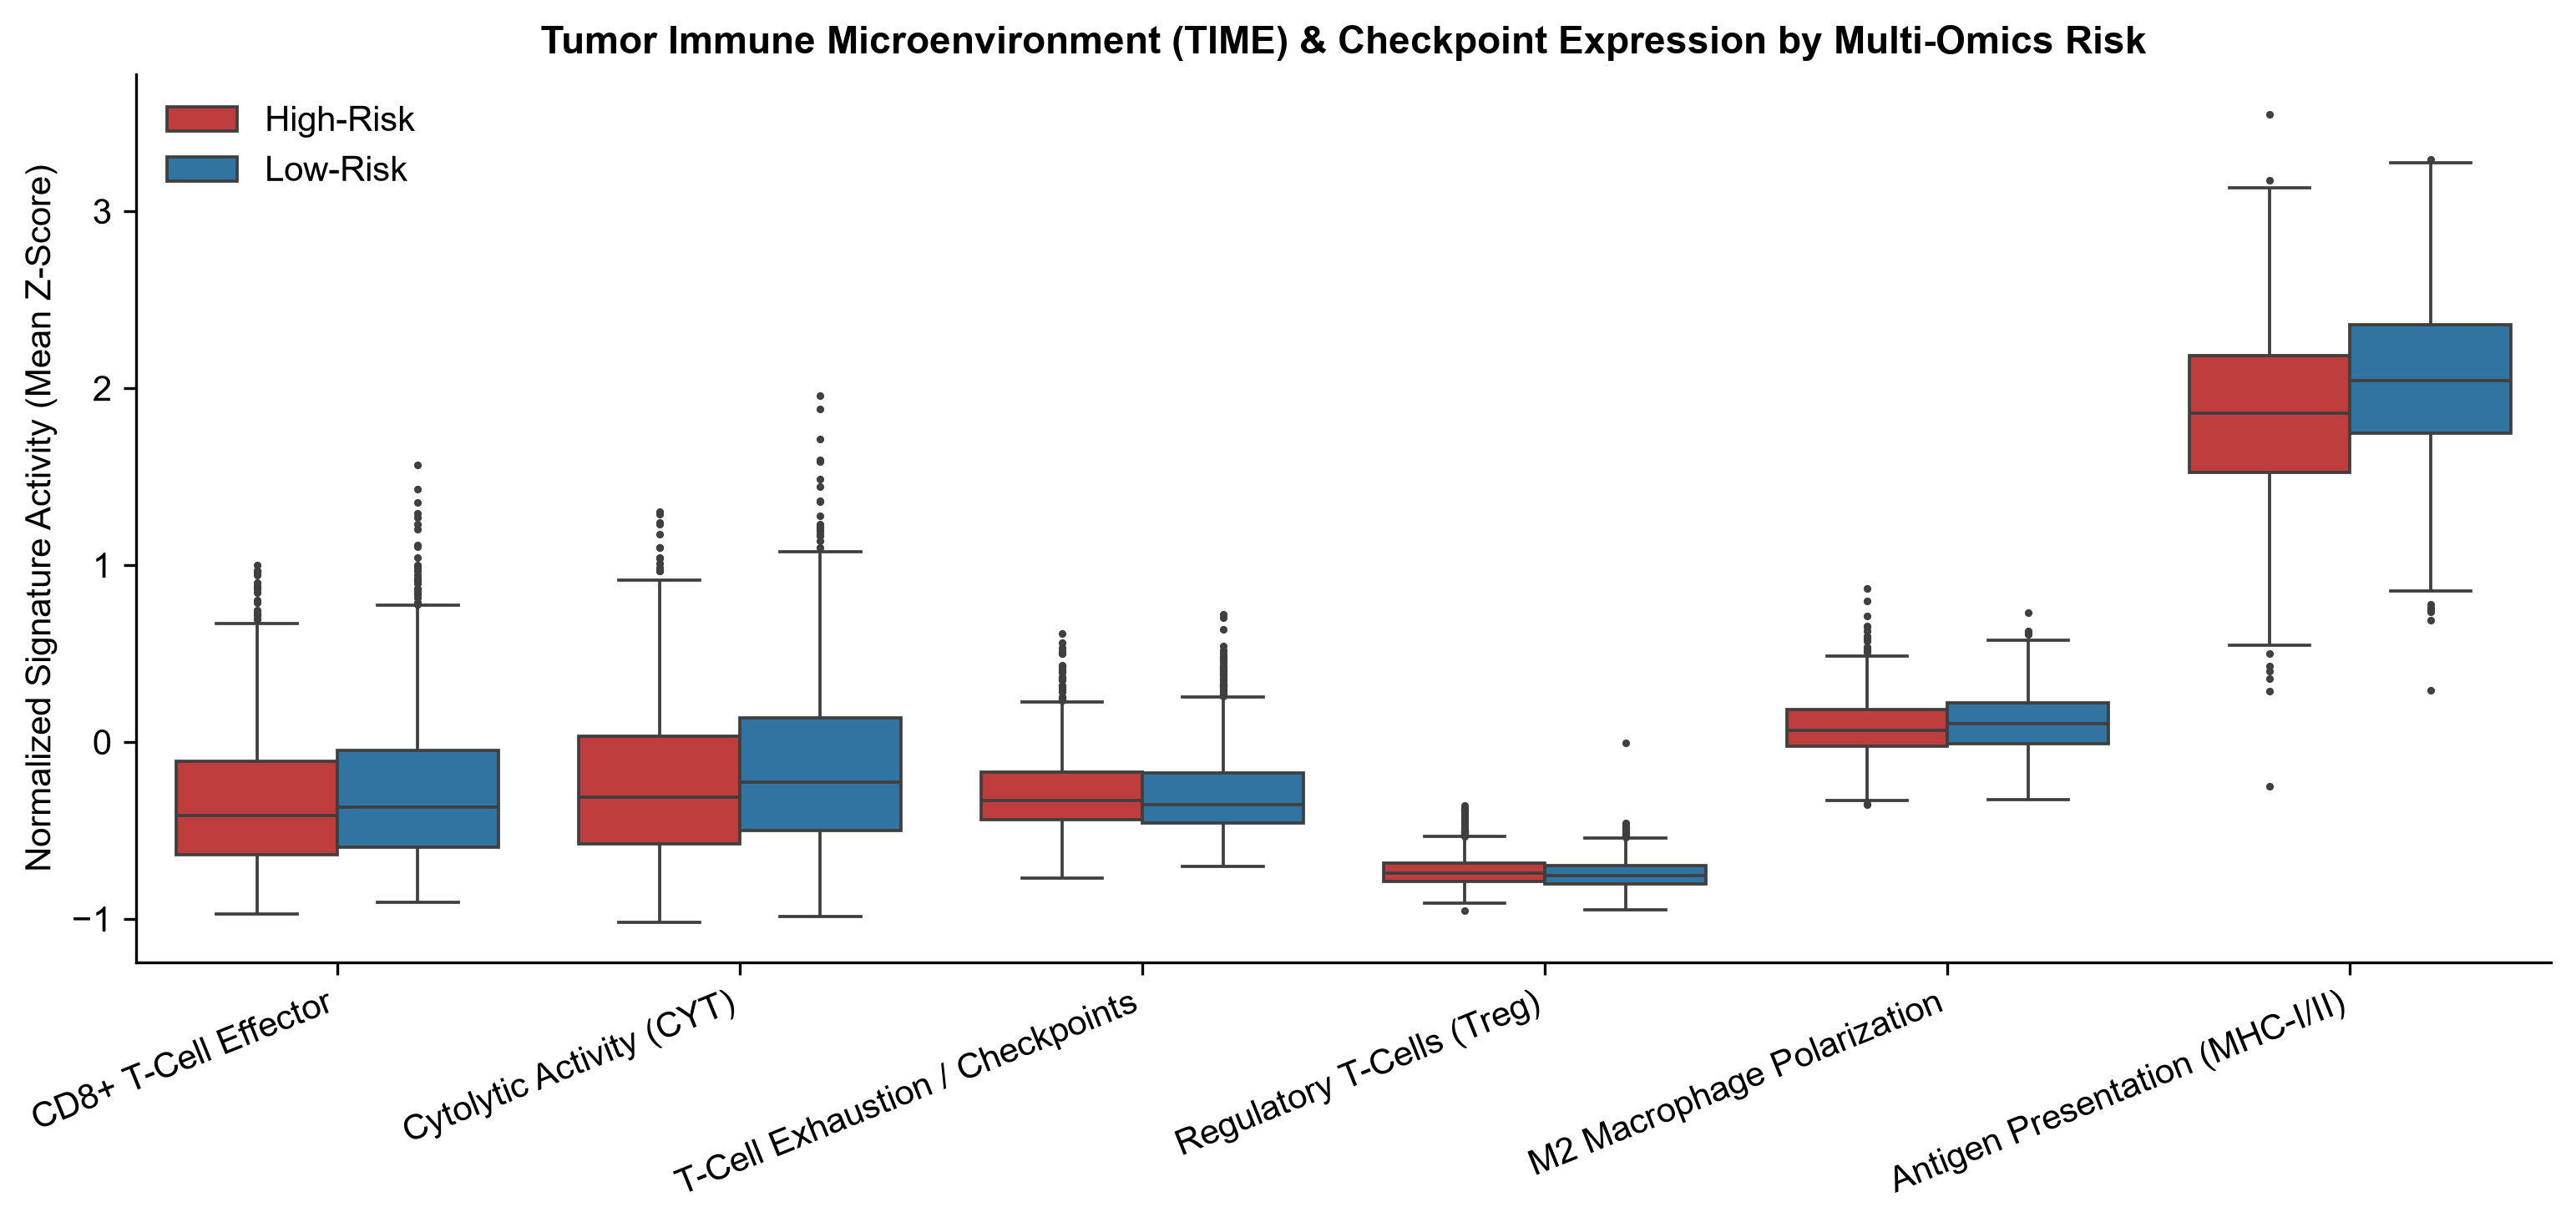 Tumor Immune Microenvironment (TIME) & Checkpoint Expression by Multi-Omics Risk
High-Risk
Low-Risk
Normalized Signature Activity (Mean Z-Score)
3
2
1
0
−1
CD8+ T-Cell Effector
Cytolytic Activity (CYT)
T-Cell Exhaustion / Checkpoints
Regulatory T-Cells (Treg)
M2 Macrophage Polarization
Antigen Presentation (MHC-I/II)